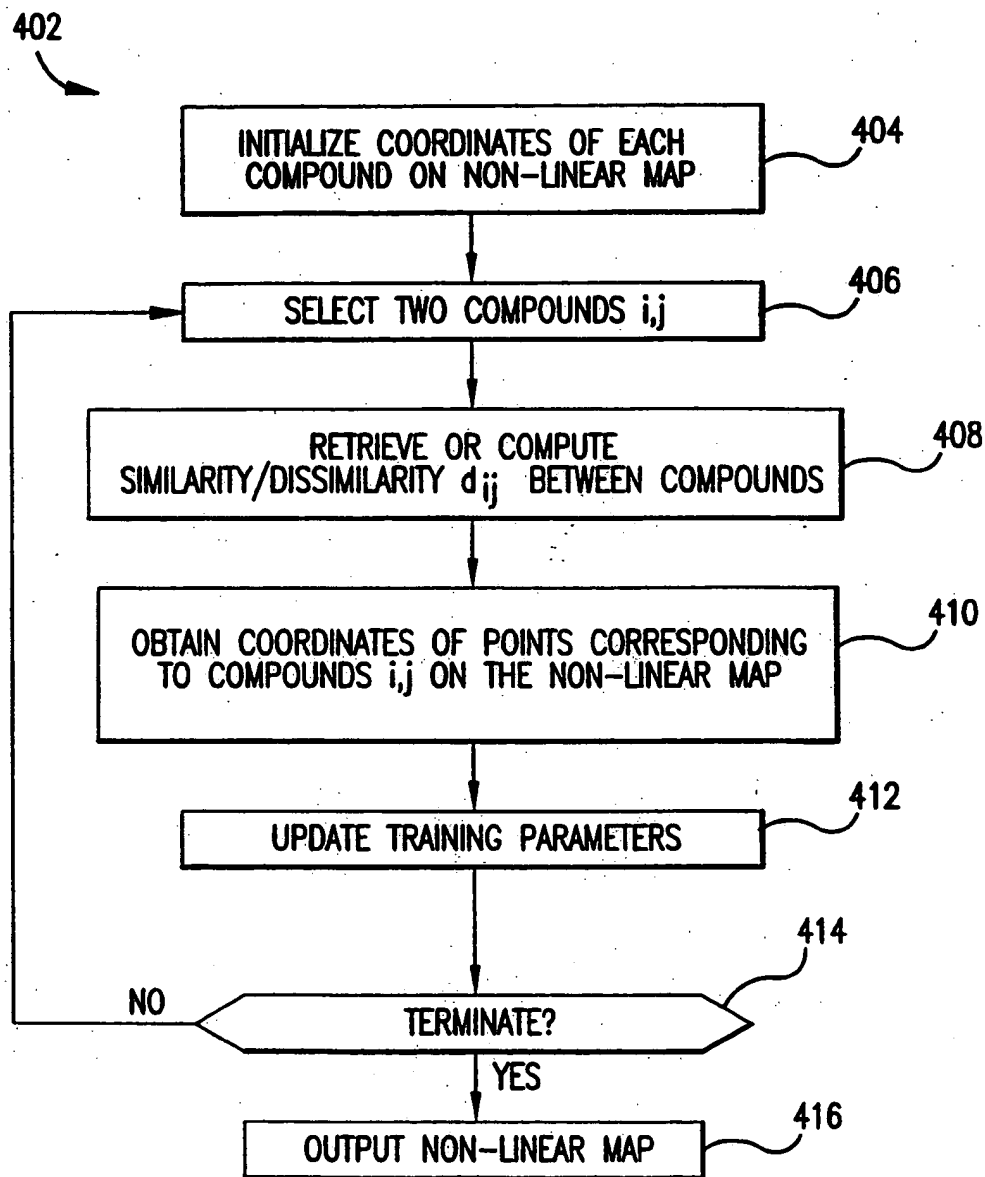 402
INITIALIZE COORDINATES OF EACH
COMPOUND ON NON-LINEAR MAP
404
SELECT TWO COMPOUNDS i,j
406
RETRIEVE OR COMPUTE
SIMILARITY/DISSIMILARITY dij BETWEEN COMPOUNDS
408
OBTAIN COORDINATES OF POINTS CORRESPONDING
TO COMPOUNDS i,j ON THE NON-LINEAR MAP
410
UPDATE TRAINING PARAMETERS
412
TERMINATE?
414
NO
YES
OUTPUT NON-LINEAR MAP
416